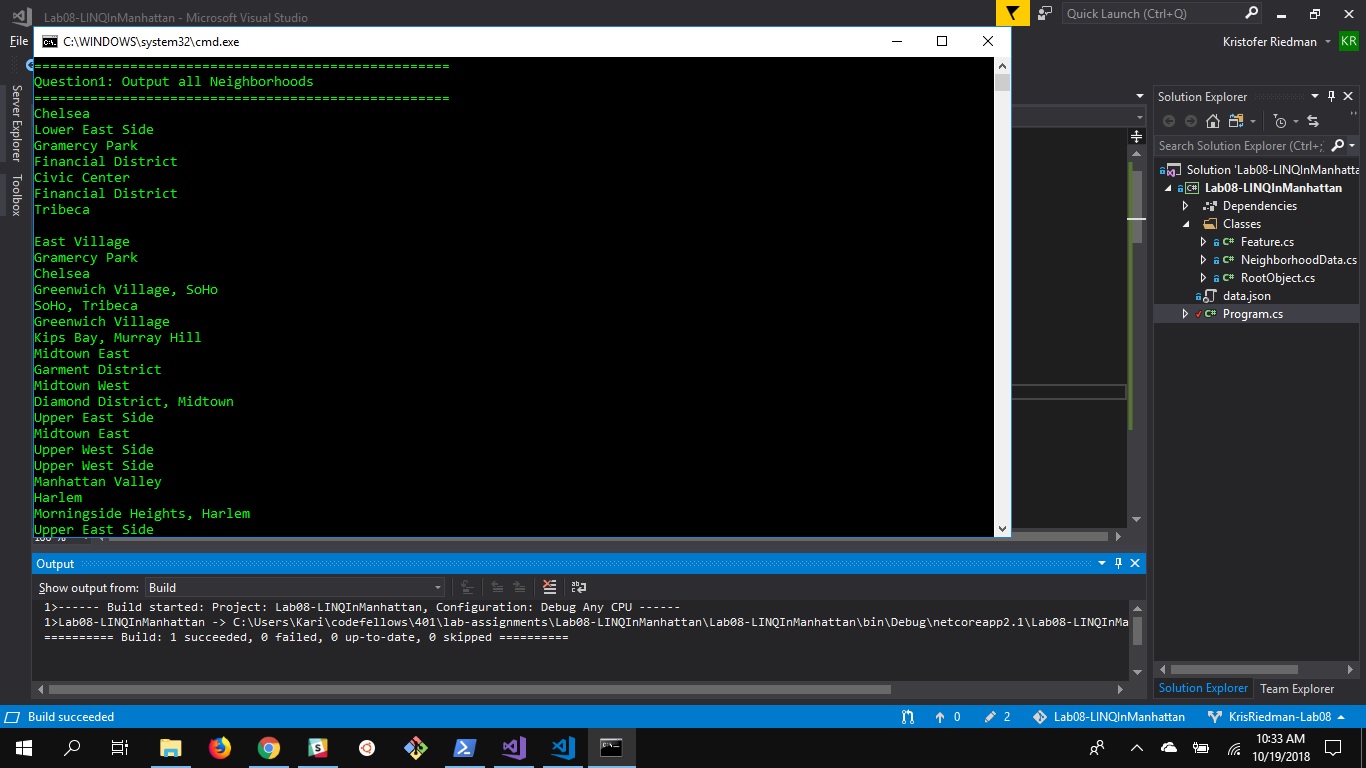 Lab08-LINQInManhattan - Microsoft Visual Studio
Quick Launch (Ctrl+Q)
File
C:\WINDOWS\system32\cmd.exe
Kristofer Riedman
KR
====================================================
Question1: Output all Neighborhoods
====================================================
Chelsea
Lower East Side
Gramercy Park
Financial District
Civic Center
Financial District
Tribeca
East Village
Gramercy Park
Chelsea
Greenwich Village, SoHo
SoHo, Tribeca
Greenwich Village
Kips Bay, Murray Hill
Midtown East
Garment District
Midtown West
Diamond District, Midtown
Upper East Side
Midtown East
Upper West Side
Upper West Side
Manhattan Valley
Harlem
Morningside Heights, Harlem
Upper East Side
Server Explorer
Toolbox
Solution Explorer
Search Solution Explorer (Ctrl+;
Solution 'Lab08-LINQInManhatta
Lab08-LINQInManhattan
Dependencies
Classes
C# Feature.cs
C# NeighborhoodData.cs
C# RootObject.cs
data.json
C# Program.cs
Output
Show output from: Build
1>------ Build started: Project: Lab08-LINQInManhattan, Configuration: Debug Any CPU ------
1>Lab08-LINQInManhattan -> C:\Users\Kari\codefellows\401\lab-assignments\Lab08-LINQInManhattan\Lab08-LINQInManhattan\bin\Debug\netcoreapp2.1\Lab08-LINQInMa
========== Build: 1 succeeded, 0 failed, 0 up-to-date, 0 skipped ==========
Solution Explorer
Team Explorer
Build succeeded
0
2
Lab08-LINQInManhattan
KrisRiedman-Lab08
10:33 AM
10/19/2018